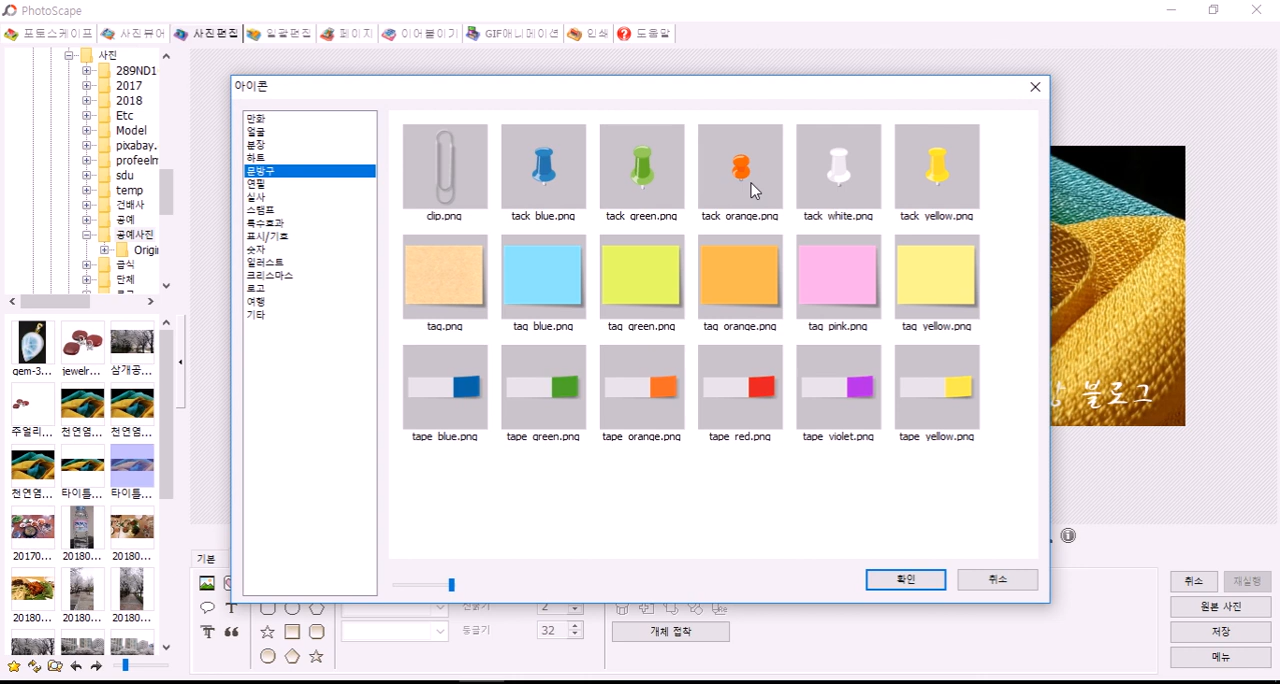 PhotoScape
포토스케이프 사진뷰어 사진편집 일괄편집 페이지 이어붙이기 GIF애니메이션 인쇄 도움말
사진
289ND1
2017
2018
Etc
Model
pixabay.
profeelm
sdu
temp
건배사
공예
공예사진
Origi
급식
단체
gem-3... jewelr... 삼개공...
주얼리... 천연염... 천연염...
천연염... 타이틀... 타이틀...
20170... 20180... 20180...
20180... 20180... 20180...
아이콘
만화
얼굴
분장
하트
문방구
연필
실사
스탬프
특수효과
표시/기호
숫자
일러스트
크리스마스
로고
여행
기타
clip.png tack_blue.png tack_green.png tack_orange.png tack_white.png tack_yellow.png
tag.png tag_blue.png tag_green.png tag_orange.png tag_pink.png tag_yellow.png
tape_blue.png tape_green.png tape_orange.png tape_red.png tape_violet.png tape_yellow.png
확인 취소
블로그
기본
선굵기 2
둥글기 32
개체 접착
취소 재실행
원본 사진
저장
메뉴